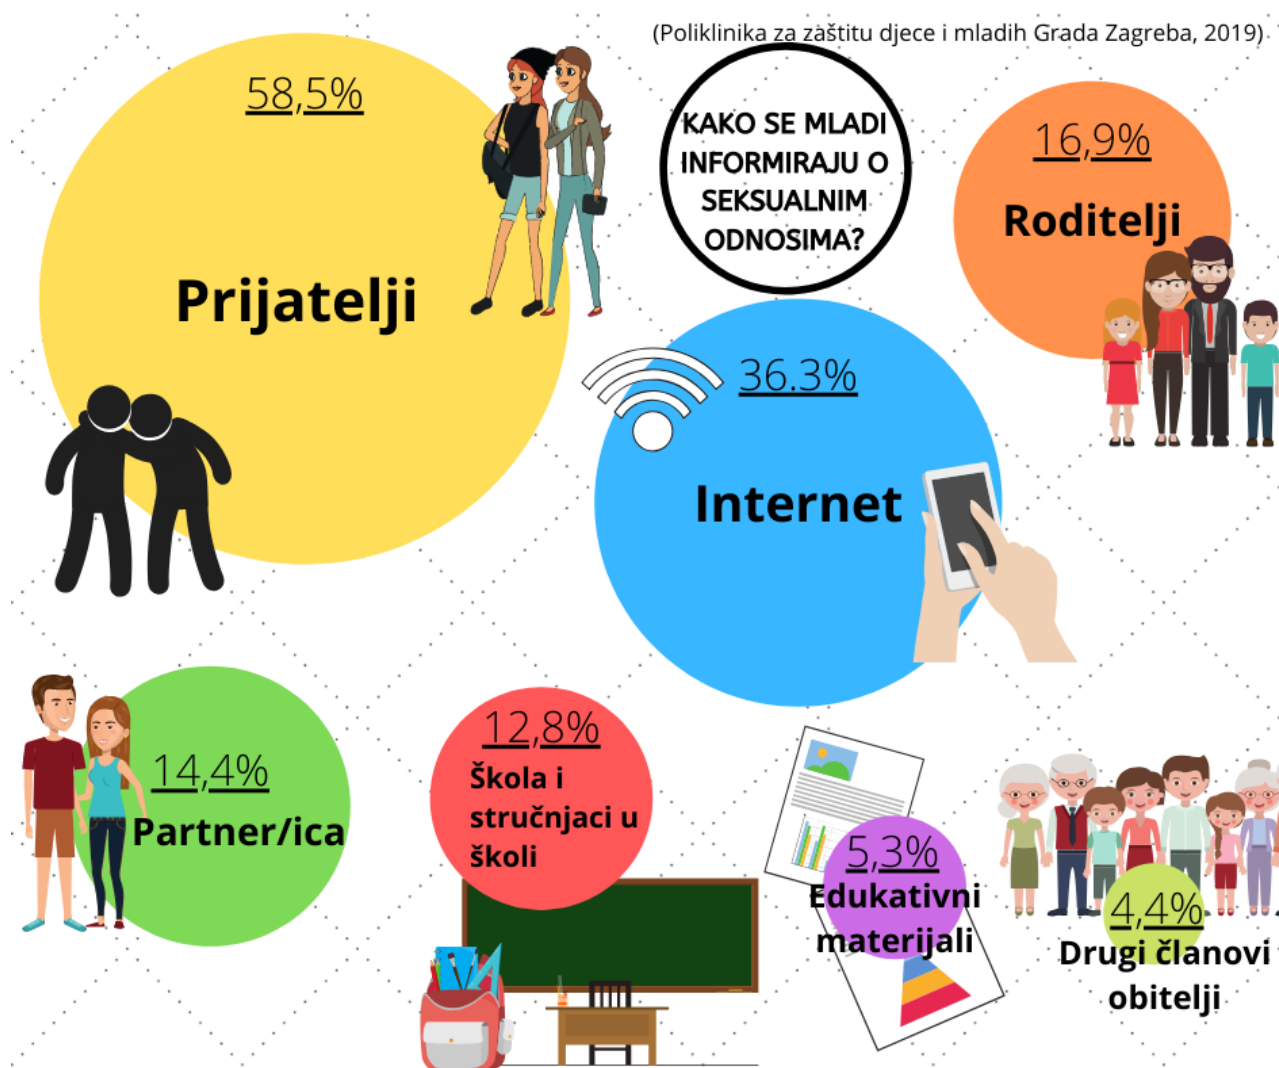 (Poliklinika za zaštitu djece i mladih Grada Zagreba, 2019)
KAKO SE MLADI
INFORMIRAJU O
SEKSUALNIM
ODNOSIMA?
58,5%
Prijatelji
16,9%
Roditelji
36.3%
Internet
14,4%
Partner/ica
12,8%
Škola i
stručnjaci u
školi
5,3%
Edukativni
materijali
4,4%
Drugi članovi
obitelji